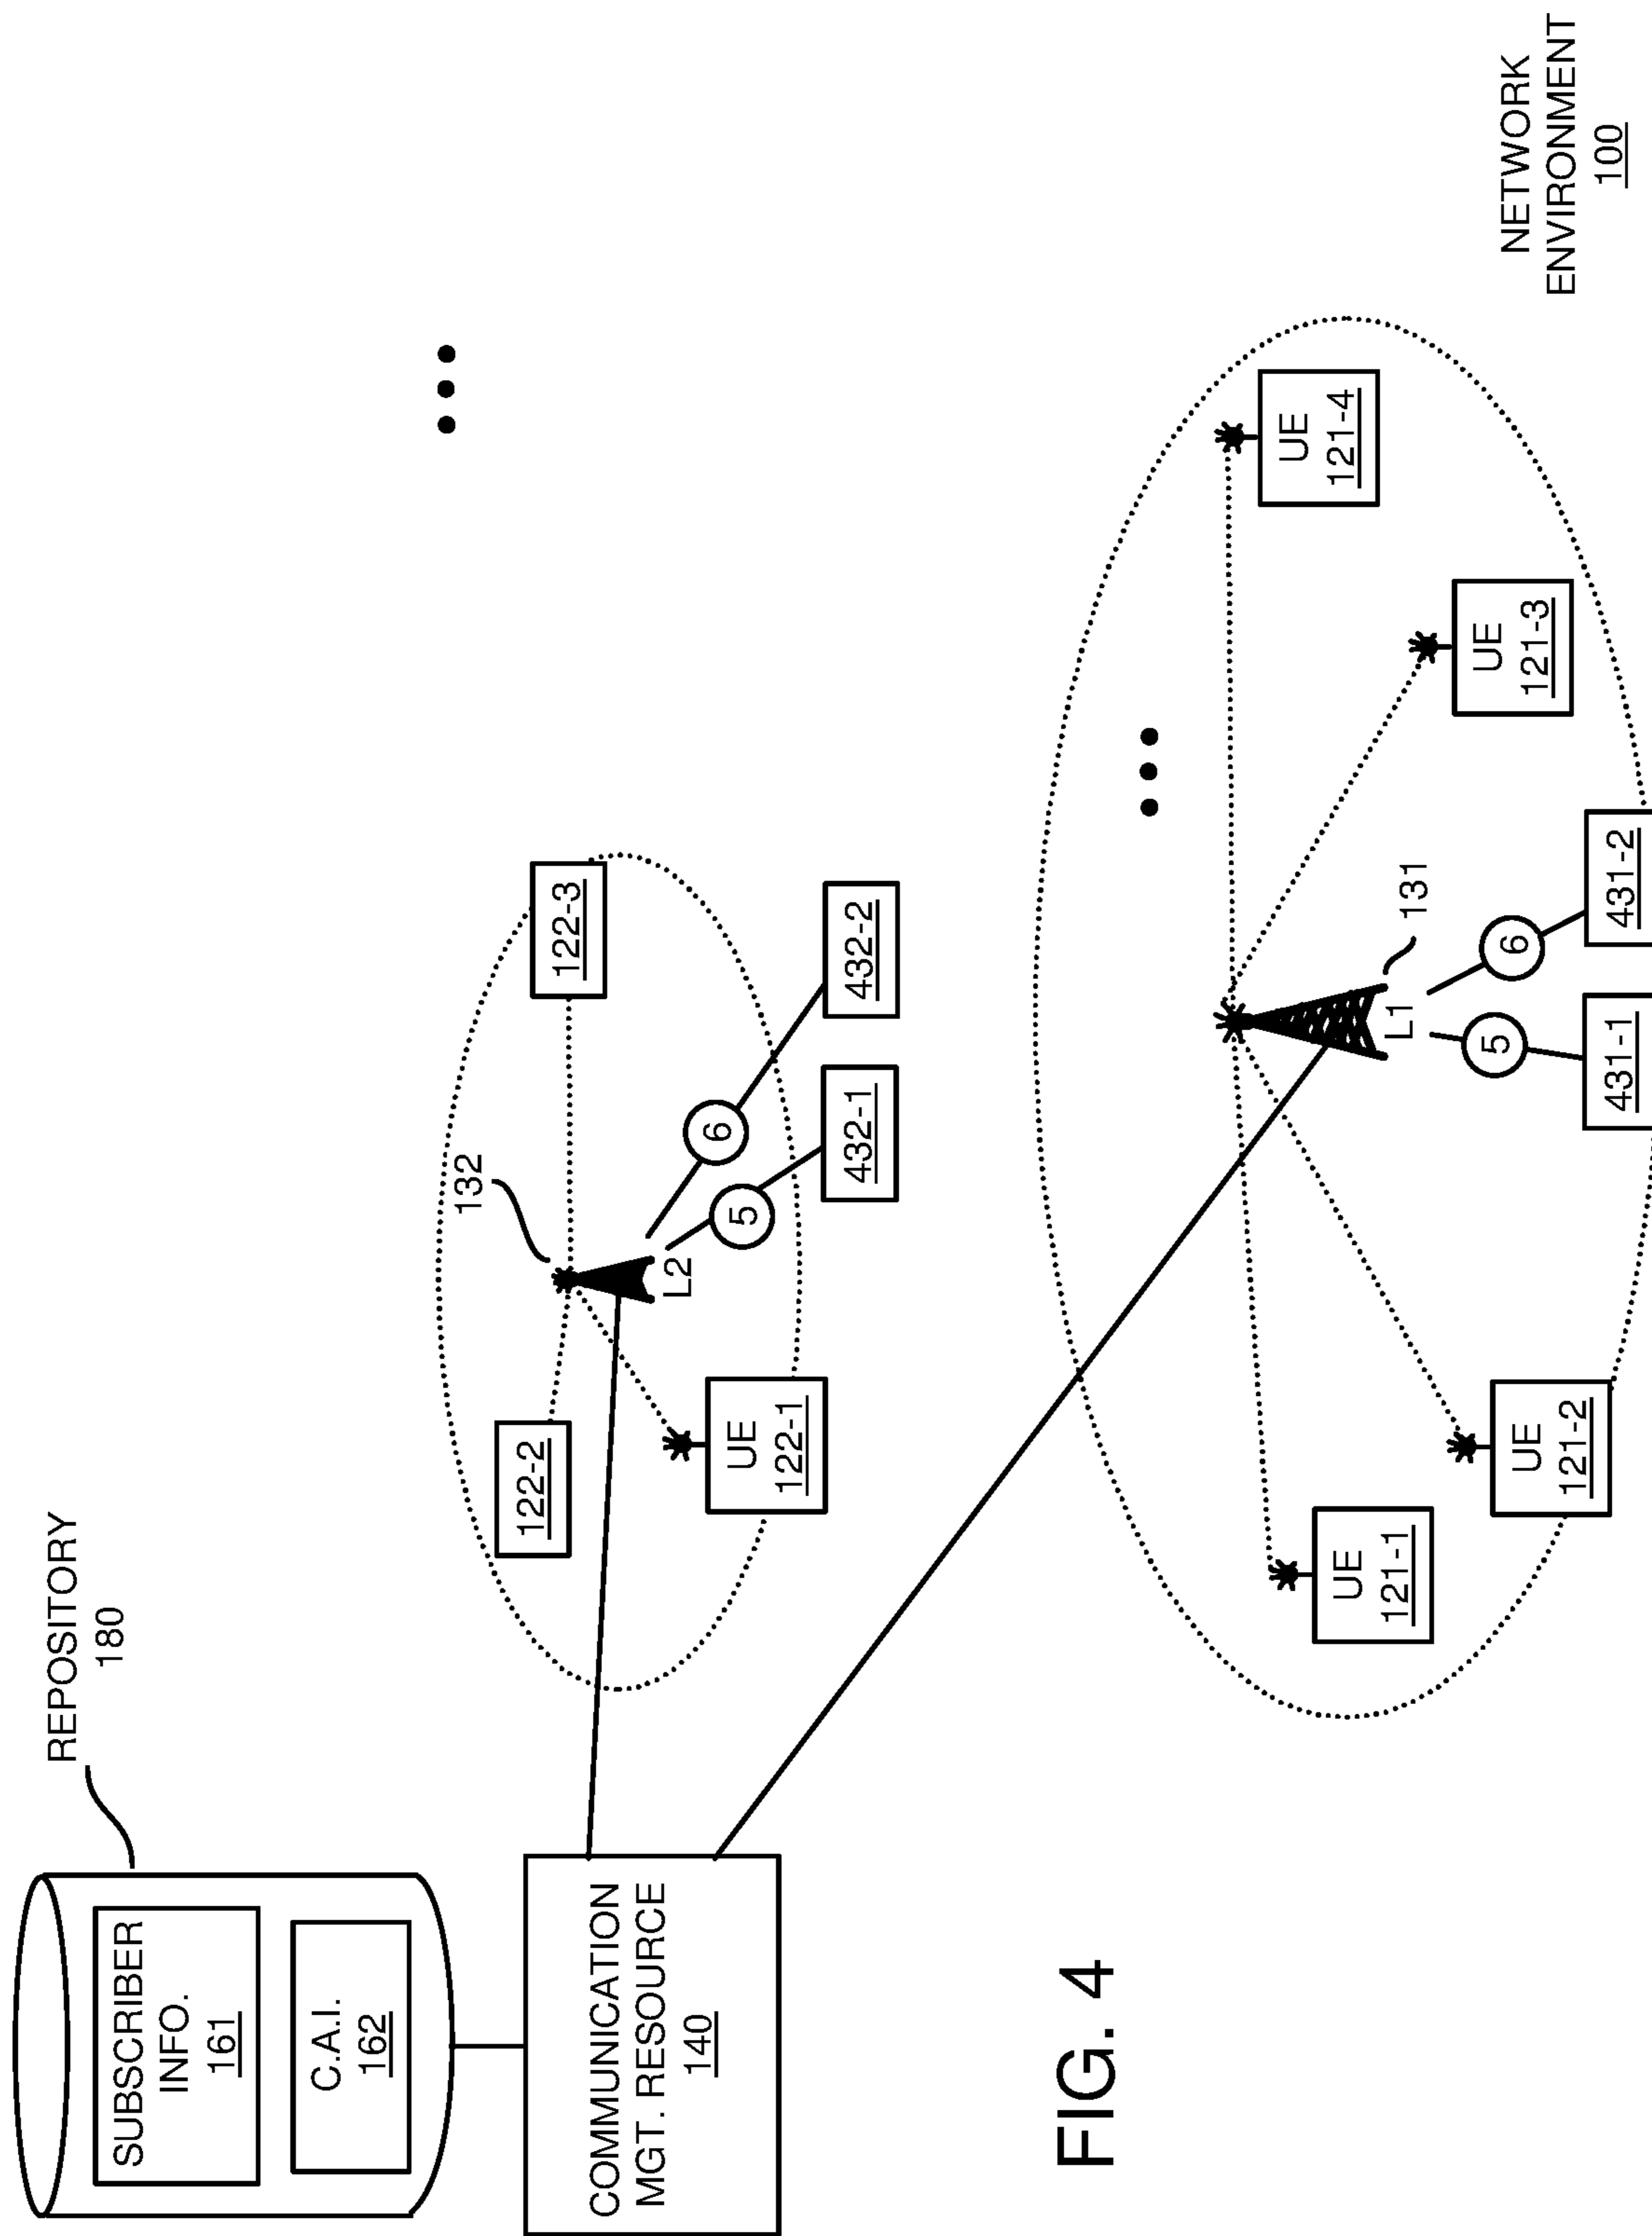 REPOSITORY
180
SUBSCRIBER
INFO.
161
C.A.I.
162
COMMUNICATION
MGT. RESOURCE
140
132
122-2
122-3
UE
122-1
L2
6
5
432-1
432-2
UE
121-1
UE
121-2
L1
131
5
6
431-1
431-2
UE
121-3
UE
121-4
NETWORK
ENVIRONMENT
100
FIG. 4